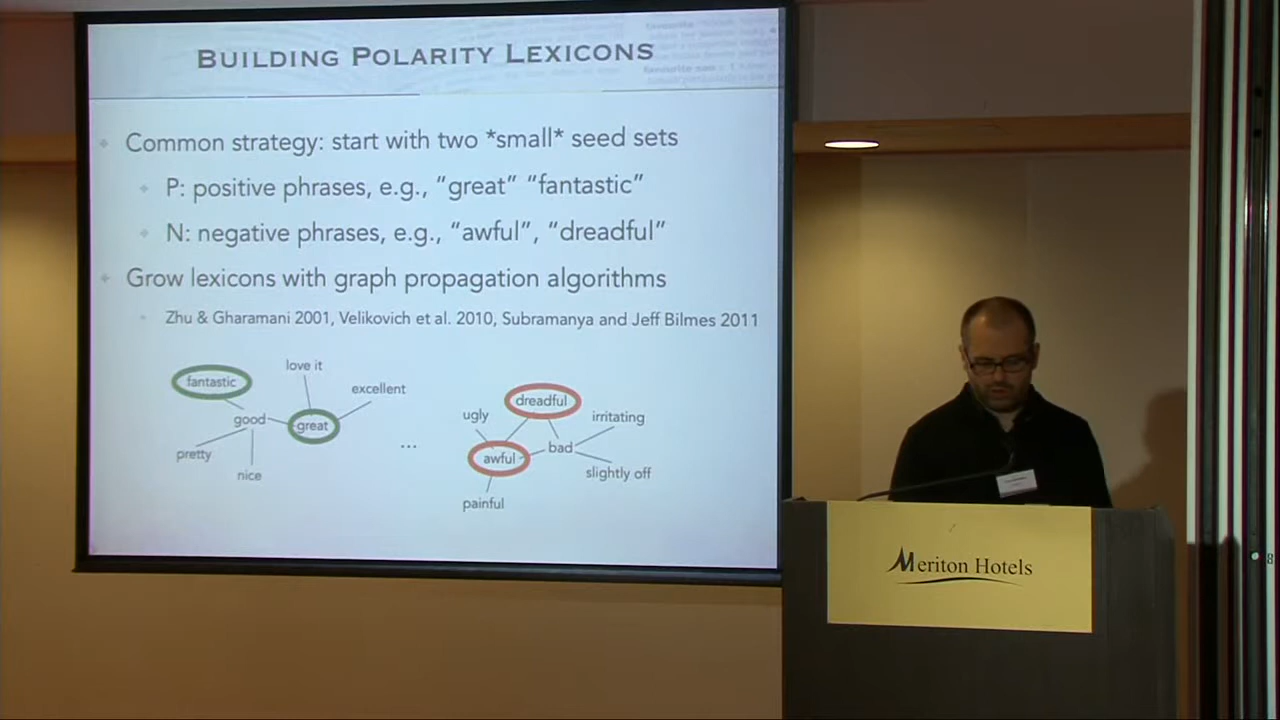 BUILDING POLARITY LEXICONS
Common strategy: start with two *small* seed sets
P: positive phrases, e.g., “great” “fantastic”
N: negative phrases, e.g., “awful”, “dreadful”
Grow lexicons with graph propagation algorithms
Zhu & Gharamani 2001, Velikovich et al. 2010, Subramanya and Jeff Bilmes 2011
love it
fantastic
excellent
good
great
pretty
nice
...
dreadful
ugly
irritating
bad
awful
slightly off
painful
Meriton Hotels